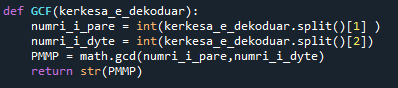 def GCF(kerkesa_e_dekoduar):
    numri_i_pare = int(kerkesa_e_dekoduar.split()[1] )
    numri_i_dyte = int(kerkesa_e_dekoduar.split()[2])
    PMMP = math.gcd(numri_i_pare,numri_i_dyte)
    return str(PMMP)